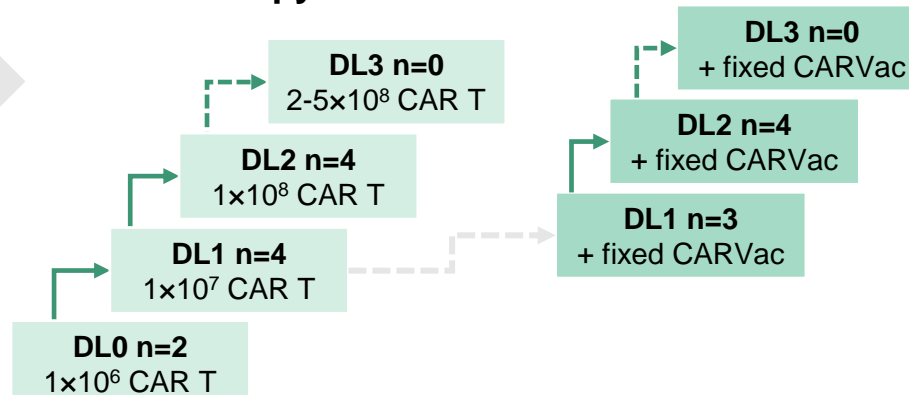 DL3 n=0
2-5×10⁸ CAR T
DL2 n=4
1×10⁸ CAR T
DL1 n=4
1×10⁷ CAR T
DL0 n=2
1×10⁶ CAR T
DL3 n=0
+ fixed CARVac
DL2 n=4
+ fixed CARVac
DL1 n=3
+ fixed CARVac